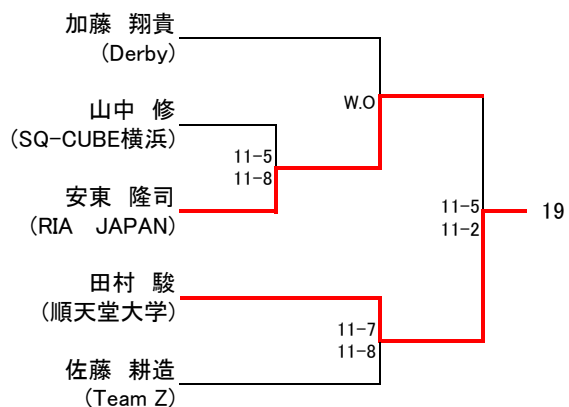 加藤　翔貴
(Derby)
W.O
山中　修
(SQ-CUBE横浜)
11-5
11-8
安東　隆司
(RIA　JAPAN)
11-5
11-2
19
田村　駿
(順天堂大学)
11-7
11-8
佐藤　耕造
(Team Z)